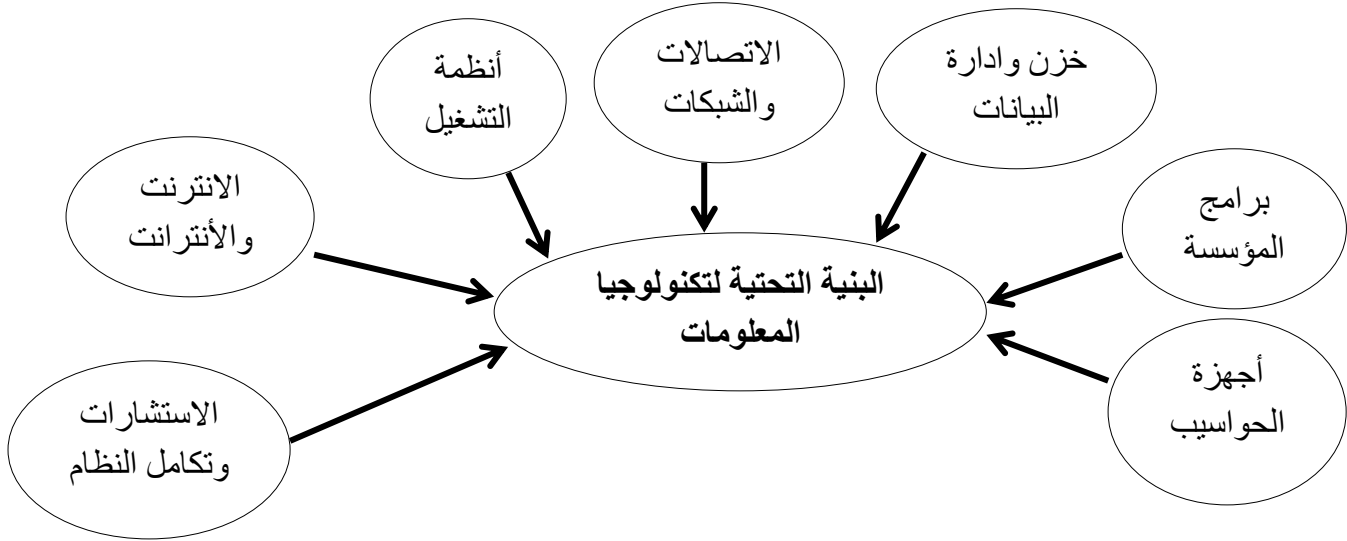 خزن وادارة
البيانات
الاتصالات
والشبكات
أنظمة
التشغيل
برامج
المؤسسة
الانترنت
والأنترانت
البنية التحتية لتكنولوجيا
المعلومات
أجهزة
الحواسيب
الاستشارات
وتكامل النظام